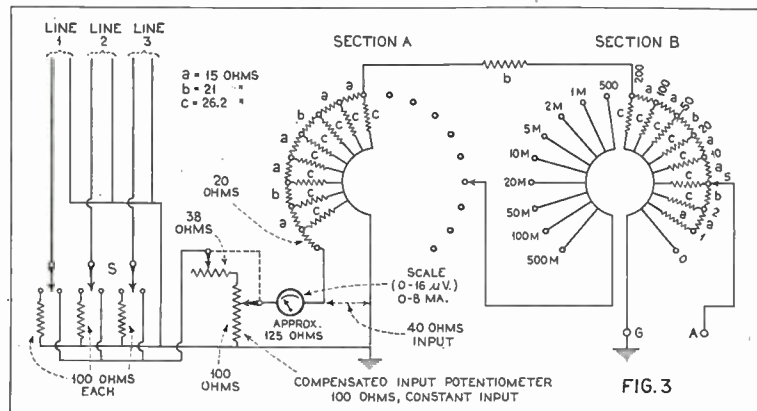 LINE LINE LINE
1 2 3
a = 15 OHMS
b = 21 "
c = 26.2 "
SECTION A
SECTION B
b
a
b
a
a
c
a
b
a
b
a
c
c
c
c
c
c
c
20 OHMS
38 OHMS
S
100 OHMS EACH
100 OHMS
APPROX. 125 OHMS
SCALE
(0-16 µV.)
0-8 MA.
40 OHMS
INPUT
COMPENSATED INPUT POTENTIOMETER
100 OHMS, CONSTANT INPUT
500
1M
2M
5M
10M
20M
50M
100M
500M
200
a
100
a
50
b
20
a
10
a
5
b
2
a
1
0
c
c
c
c
c
c
c
G
A
FIG. 3